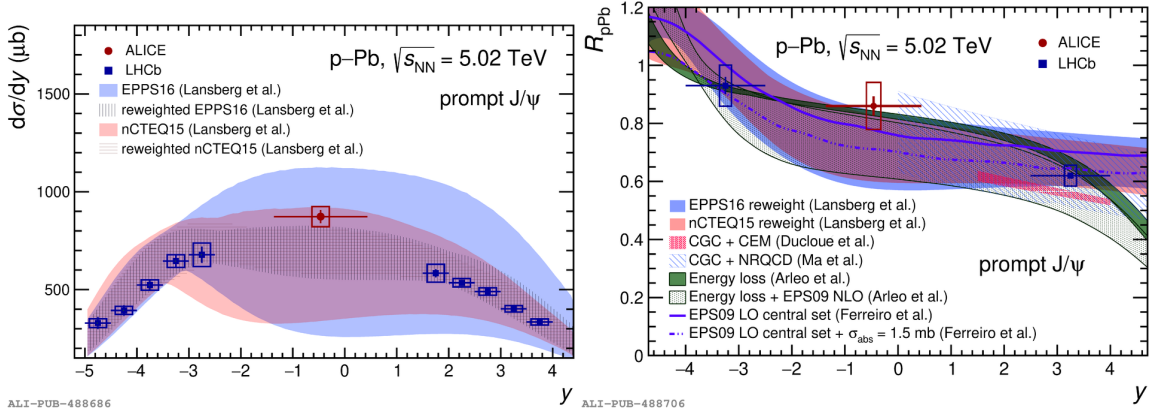 dσ/dy (μb)
1500
1000
500
ALICE
LHCb
EPPS16 (Lansberg et al.)
reweighted EPPS16 (Lansberg et al.)
nCTEQ15 (Lansberg et al.)
reweighted nCTEQ15 (Lansberg et al.)
p–Pb, √sNN = 5.02 TeV
prompt J/ψ
−5 −4 −3 −2 −1 0 1 2 3 4
y
ALI-PUB-488686
RpPb
1.2
1
0.8
0.6
0.4
0.2
0
p–Pb, √sNN = 5.02 TeV
ALICE
LHCb
EPPS16 reweight (Lansberg et al.)
nCTEQ15 reweight (Lansberg et al.)
CGC + CEM (Ducloue et al.)
CGC + NRQCD (Ma et al.)
Energy loss (Arleo et al.)
Energy loss + EPS09 NLO (Arleo et al.)
EPS09 LO central set (Ferreiro et al.)
EPS09 LO central set + σabs = 1.5 mb (Ferreiro et al.)
prompt J/ψ
−4 −3 −2 −1 0 1 2 3 4
y
ALI-PUB-488706